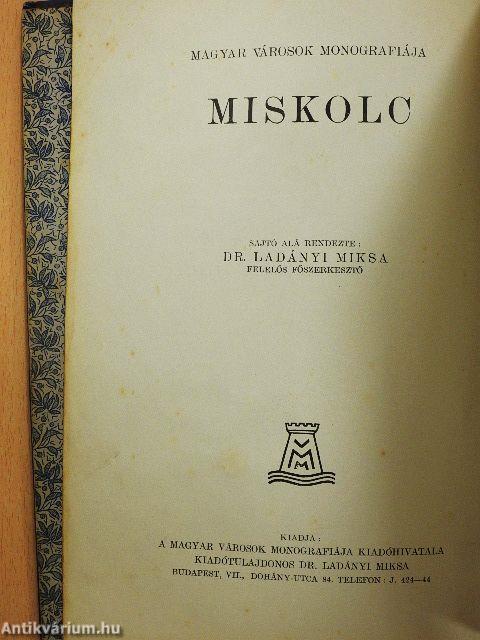 MAGYAR VÁROSOK MONOGRAFIÁJA
MISKOLC
SAJTÓ ALÁ RENDEZTE :
DR. LADÁNYI MIKSA
FELELŐS FŐSZERKESZTŐ
VMM
KIADJA :
A MAGYAR VÁROSOK MONOGRAFIÁJA KIADÓHIVATALA
KIADÓTULAJDONOS DR. LADÁNYI MIKSA
BUDAPEST, VII., DOHÁNY-UTCA 84. TELEFON : J. 424—44
Antikvárium.hu